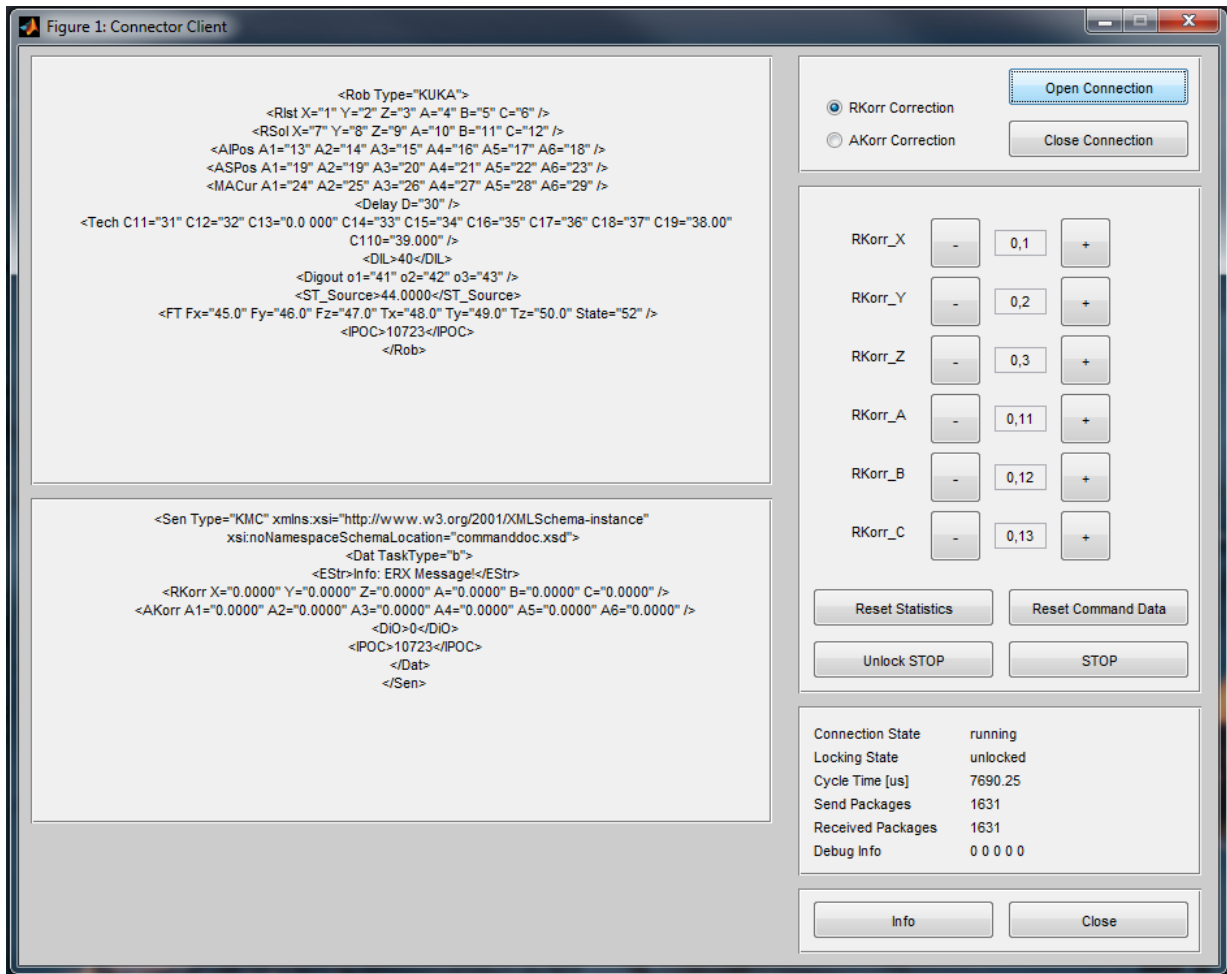 Figure 1: Connector Client
<Rob Type="KUKA">
<RIst X="1" Y="2" Z="3" A="4" B="5" C="6" />
<RSol X="7" Y="8" Z="9" A="10" B="11" C="12" />
<AIPos A1="13" A2="14" A3="15" A4="16" A5="17" A6="18" />
<ASPos A1="19" A2="19" A3="20" A4="21" A5="22" A6="23" />
<MACur A1="24" A2="25" A3="26" A4="27" A5="28" A6="29" />
<Delay D="30" />
<Tech C11="31" C12="32" C13="0.0 000" C14="33" C15="34" C16="35" C17="36" C18="37" C19="38.00"
C110="39.000" />
<DIL>40</DIL>
<Digout o1="41" o2="42" o3="43" />
<ST_Source>44.0000</ST_Source>
<FT Fx="45.0" Fy="46.0" Fz="47.0" Tx="48.0" Ty="49.0" Tz="50.0" State="52" />
<IPOC>10723</IPOC>
</Rob>
<Sen Type="KMC" xmlns:xsi="http://www.w3.org/2001/XMLSchema-instance"
xsi:noNamespaceSchemaLocation="commanddoc.xsd">
<Dat TaskType="b">
<EStr>Info: ERX Message!</EStr>
<RKorr X="0.0000" Y="0.0000" Z="0.0000" A="0.0000" B="0.0000" C="0.0000" />
<AKorr A1="0.0000" A2="0.0000" A3="0.0000" A4="0.0000" A5="0.0000" A6="0.0000" />
<DiO>0</DiO>
<IPOC>10723</IPOC>
</Dat>
</Sen>
RKorr Correction
Open Connection
AKorr Correction
Close Connection
RKorr_X - 0,1 +
RKorr_Y - 0,2 +
RKorr_Z - 0,3 +
RKorr_A - 0,11 +
RKorr_B - 0,12 +
RKorr_C - 0,13 +
Reset Statistics Reset Command Data
Unlock STOP STOP
Connection State running
Locking State unlocked
Cycle Time [us] 7690.25
Send Packages 1631
Received Packages 1631
Debug Info 0 0 0 0 0
Info Close